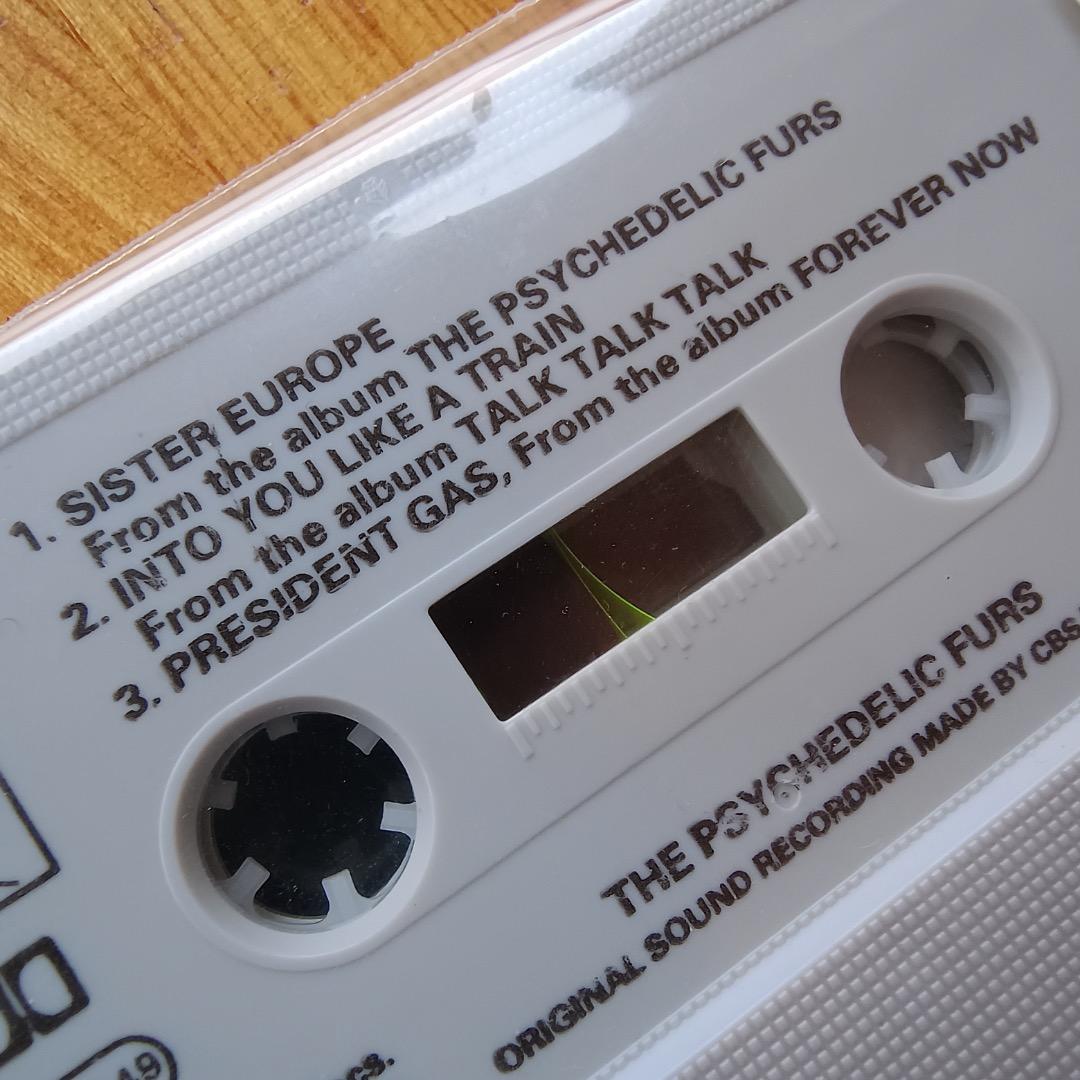 1. SISTER EUROPE
From the album THE PSYCHEDELIC FURS
2. INTO YOU LIKE A TRAIN
From the album TALK TALK TALK
3. PRESIDENT GAS, From the album FOREVER NOW
THE PSYCHEDELIC FURS
ORIGINAL SOUND RECORDING MADE BY CBS